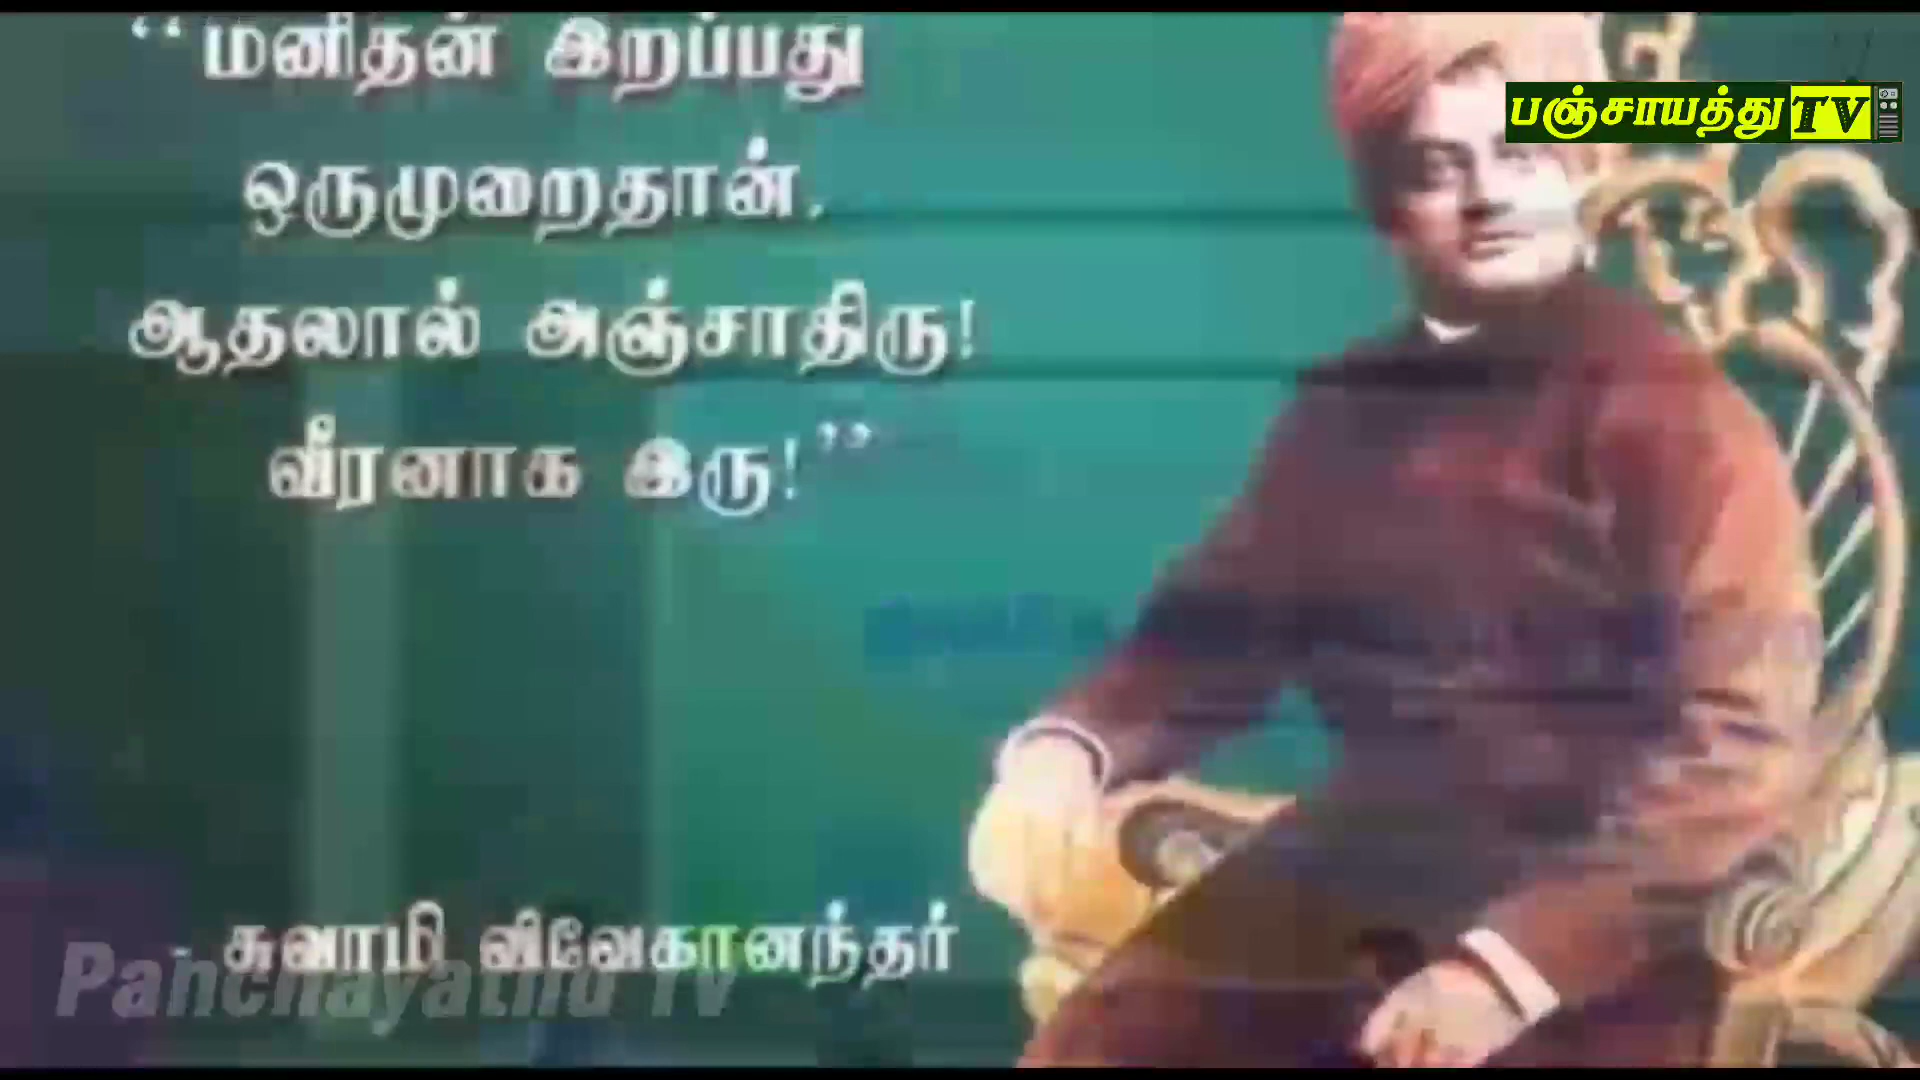 “மனிதன் இறப்பது
ஒருமுறைதான்.
ஆதலால் அஞ்சாதிரு!
வீரனாக இரு!”
பஞ்சாயத்து TV
- சுவாமி விவேகானந்தர்
Panchayathu Tv